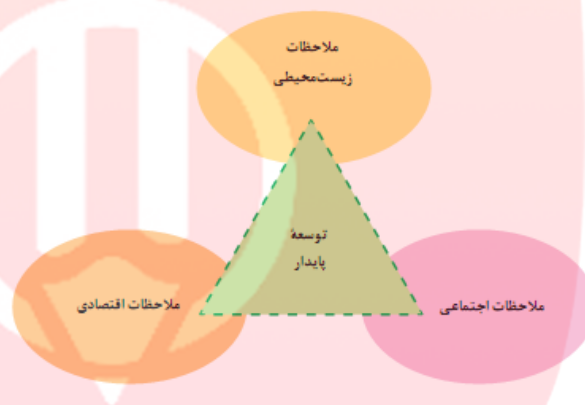 ملاحظات
زیست‌محیطی
توسعهٔ
پایدار
ملاحظات اجتماعی
ملاحظات اقتصادی